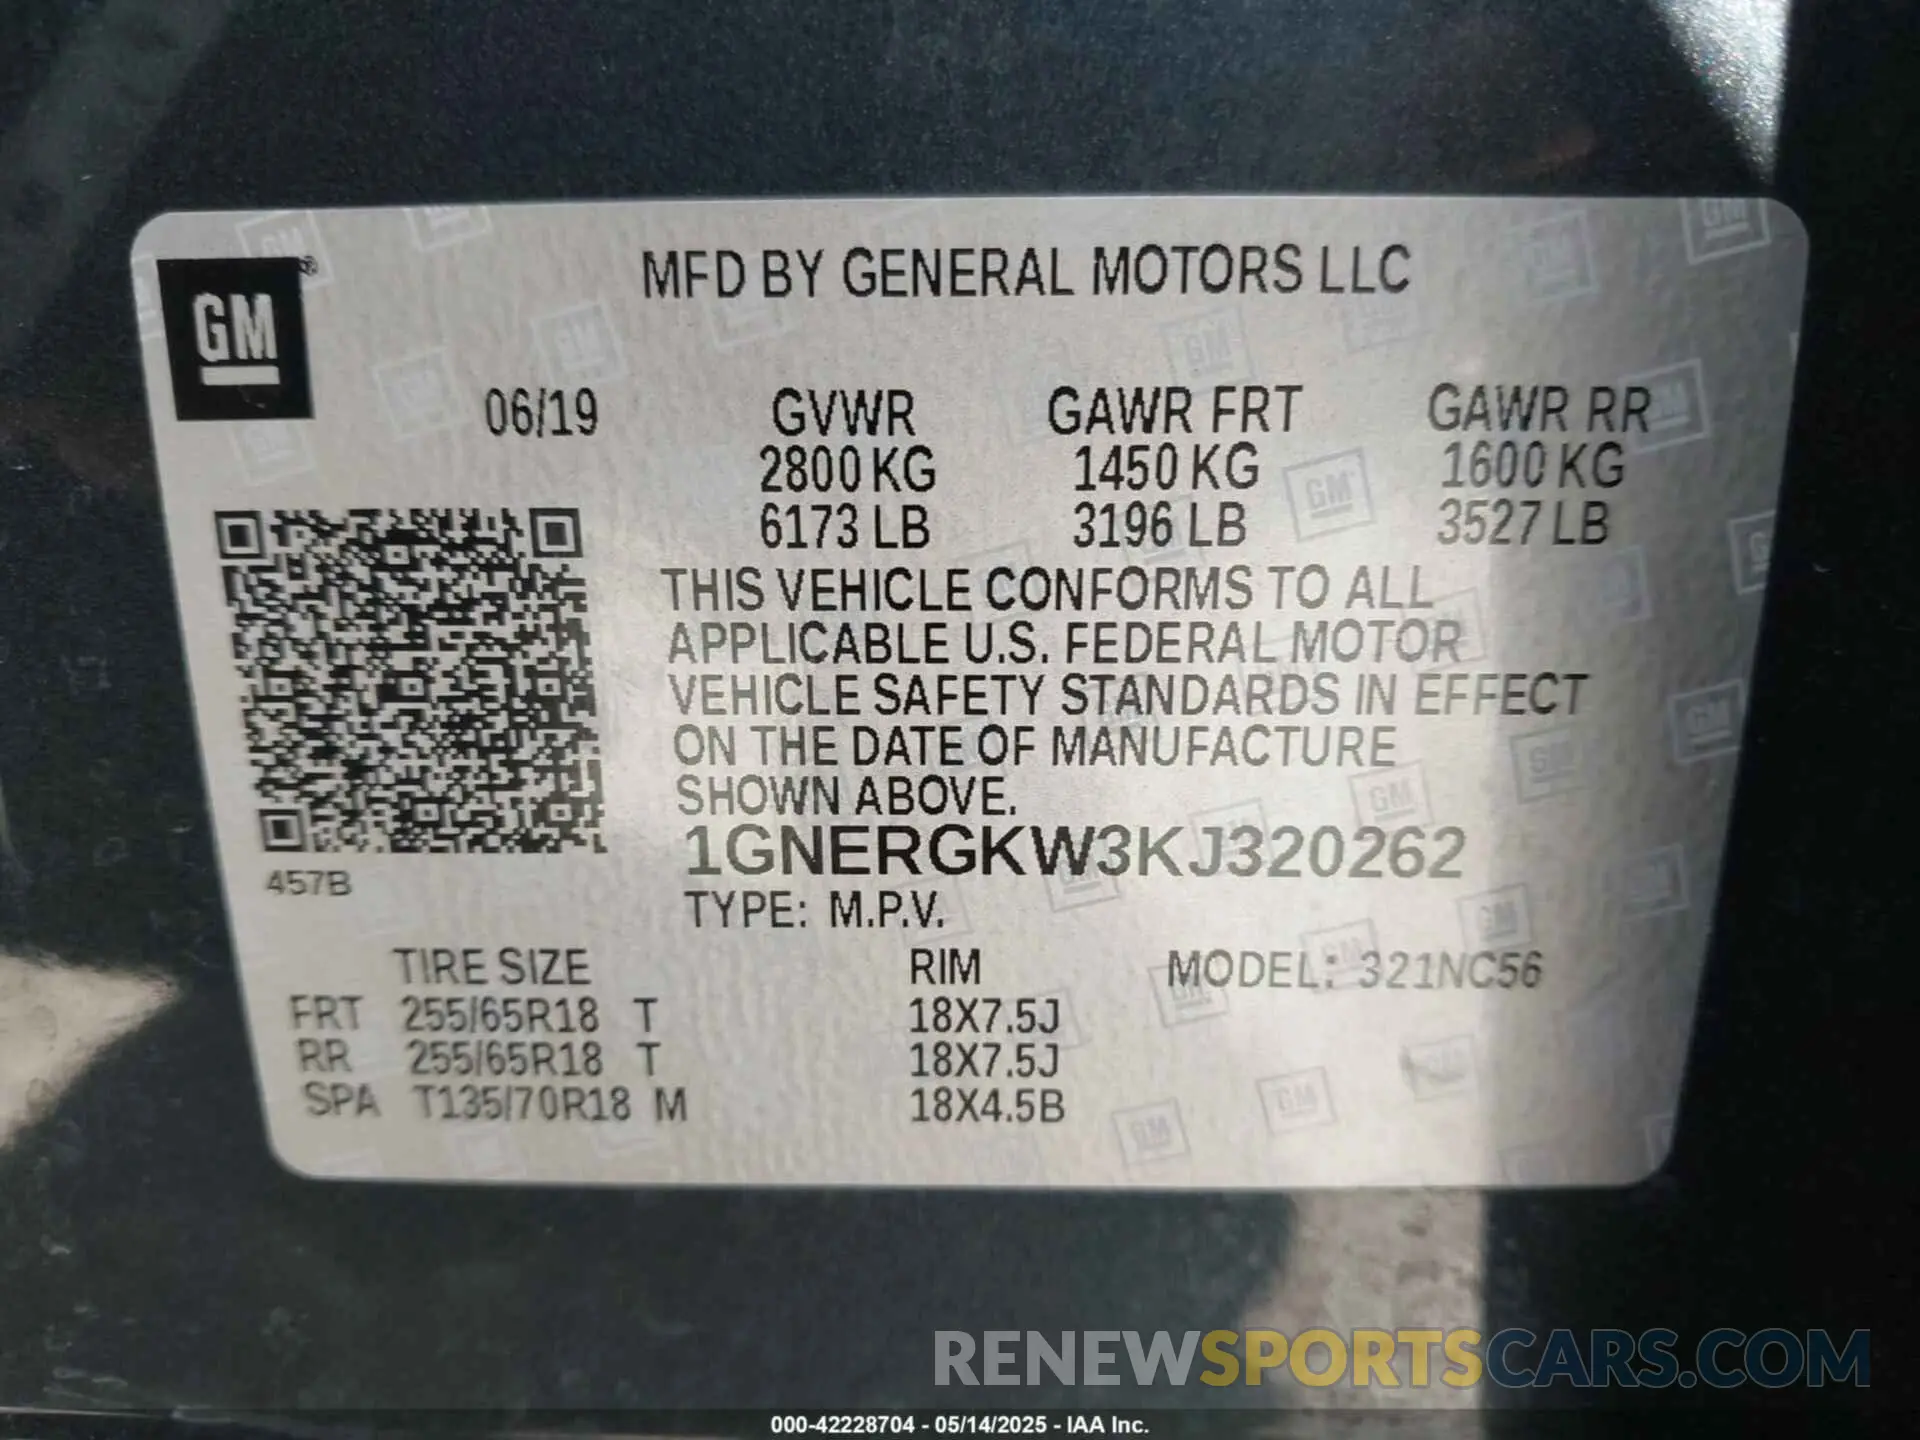 MFD BY GENERAL MOTORS LLC
GM®
06/19 GVWR GAWR FRT GAWR RR
2800 KG 1450 KG 1600 KG
6173 LB 3196 LB 3527 LB
THIS VEHICLE CONFORMS TO ALL
APPLICABLE U.S. FEDERAL MOTOR
VEHICLE SAFETY STANDARDS IN EFFECT
ON THE DATE OF MANUFACTURE
SHOWN ABOVE.
1GNERGKW3KJ320262
457B
TYPE: M.P.V.
TIRE SIZE RIM MODEL: 321NC56
FRT 255/65R18 T 18X7.5J
RR 255/65R18 T 18X7.5J
SPA T135/70R18 M 18X4.5B
RENEWSPORTSCARS.COM
000-42228704 - 05/14/2025 - IAA Inc.